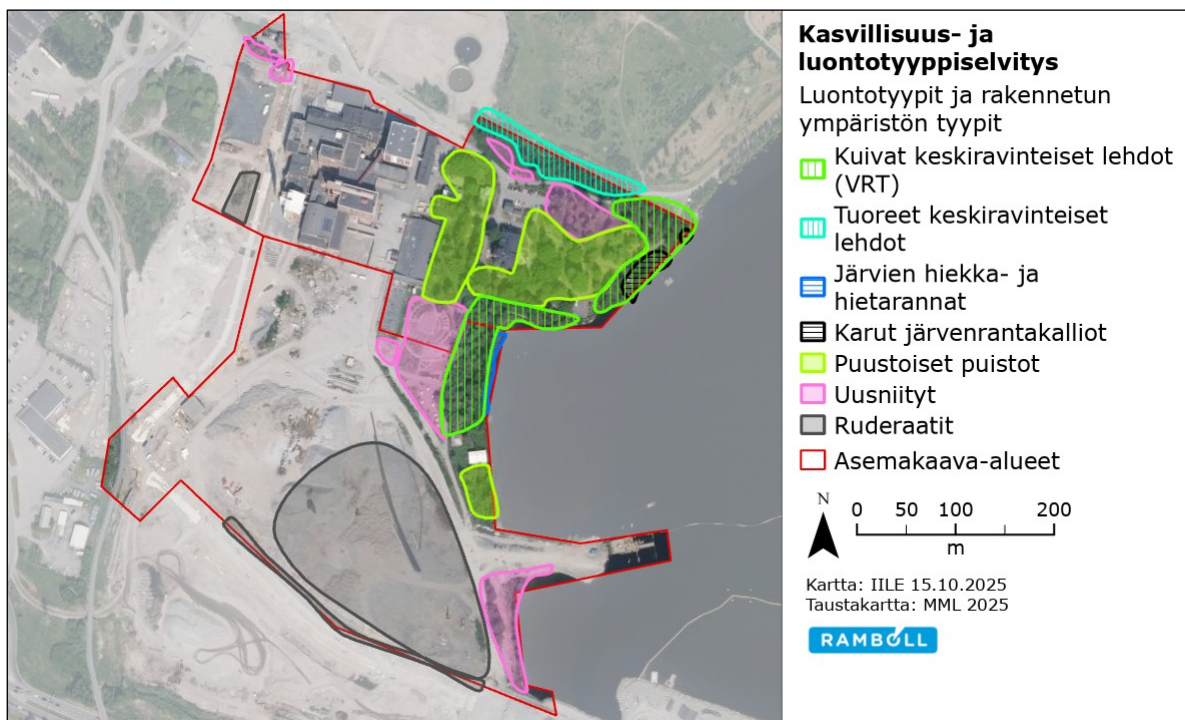 Kasvillisuus- ja
luontotyyppiselvitys
Luontotyypit ja rakennetun
ympäristön tyypit
Kuivat keskiravinteiset lehdot
(VRT)
Tuoreet keskiravinteiset
lehdot
Järvien hiekka- ja
hietarannat
Karut järvenrantakalliot
Puustoiset puistot
Uusniityt
Ruderaatit
Asemakaava-alueet
N
0 50 100 200
m
Kartta: IILE 15.10.2025
Taustakartta: MML 2025
RAMBOLL